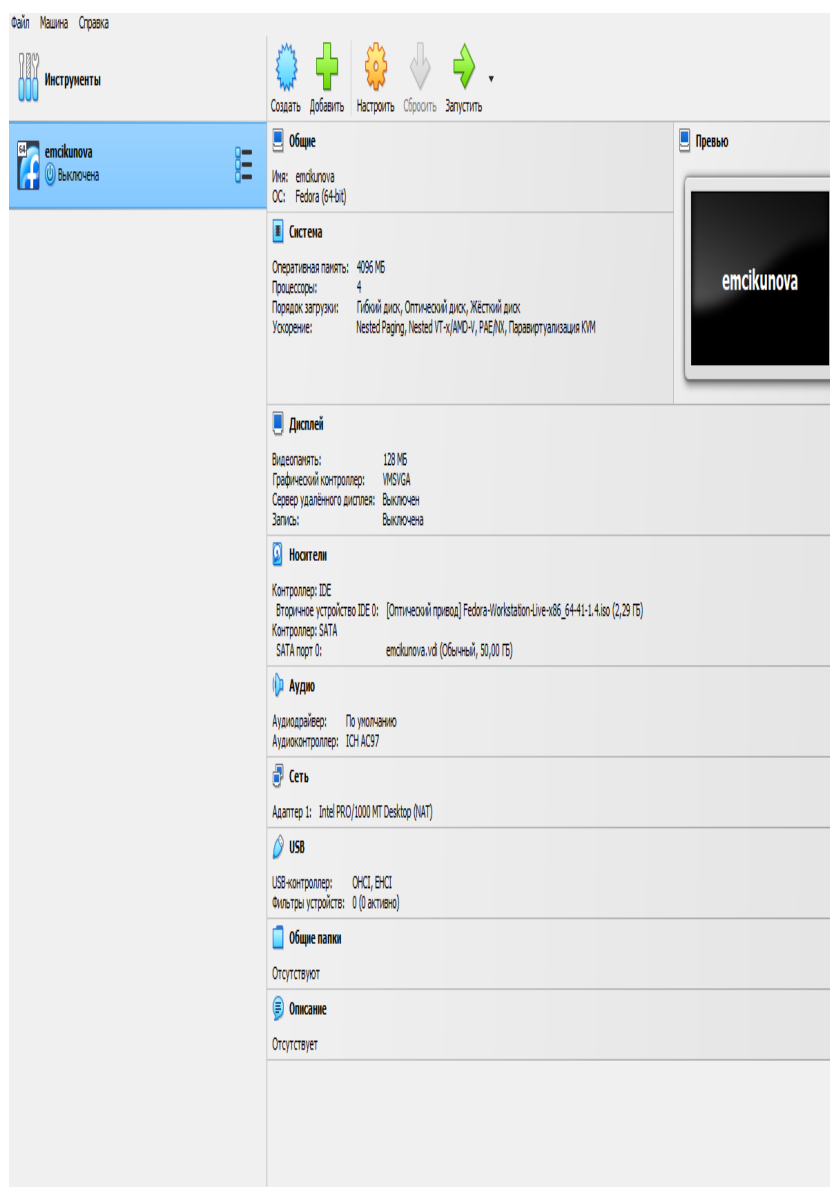 Файл Машина Справка
Инструменты
Создать Добавить Настроить Сбросить Запустить
64 emcikunova
Выключена
Общие
Имя: emcikunova
ОС: Fedora (64-bit)
Превью
emcikunova
Система
Оперативная память: 4096 МБ
Процессоры: 4
Порядок загрузки: Гибкий диск, Оптический диск, Жёсткий диск
Ускорение: Nested Paging, Nested VT-x/AMD-V, PAE/NX, Паравиртуализация KVM
Дисплей
Видеопамять: 128 МБ
Графический контроллер: VMSVGA
Сервер удалённого дисплея: Выключен
Запись: Выключена
Носители
Контроллер: IDE
Вторичное устройство IDE 0: [Оптический привод] Fedora-Workstation-Live-x86_64-41-1.4.iso (2,29 ГБ)
Контроллер: SATA
SATA порт 0: emcikunova.vdi (Обычный, 50,00 ГБ)
Аудио
Аудиодрайвер: По умолчанию
Аудиоконтроллер: ICH AC97
Сеть
Адаптер 1: Intel PRO/1000 MT Desktop (NAT)
USB
USB-контроллер: OHCI, EHCI
Фильтры устройств: 0 (0 активно)
Общие папки
Отсутствуют
Описание
Отсутствует